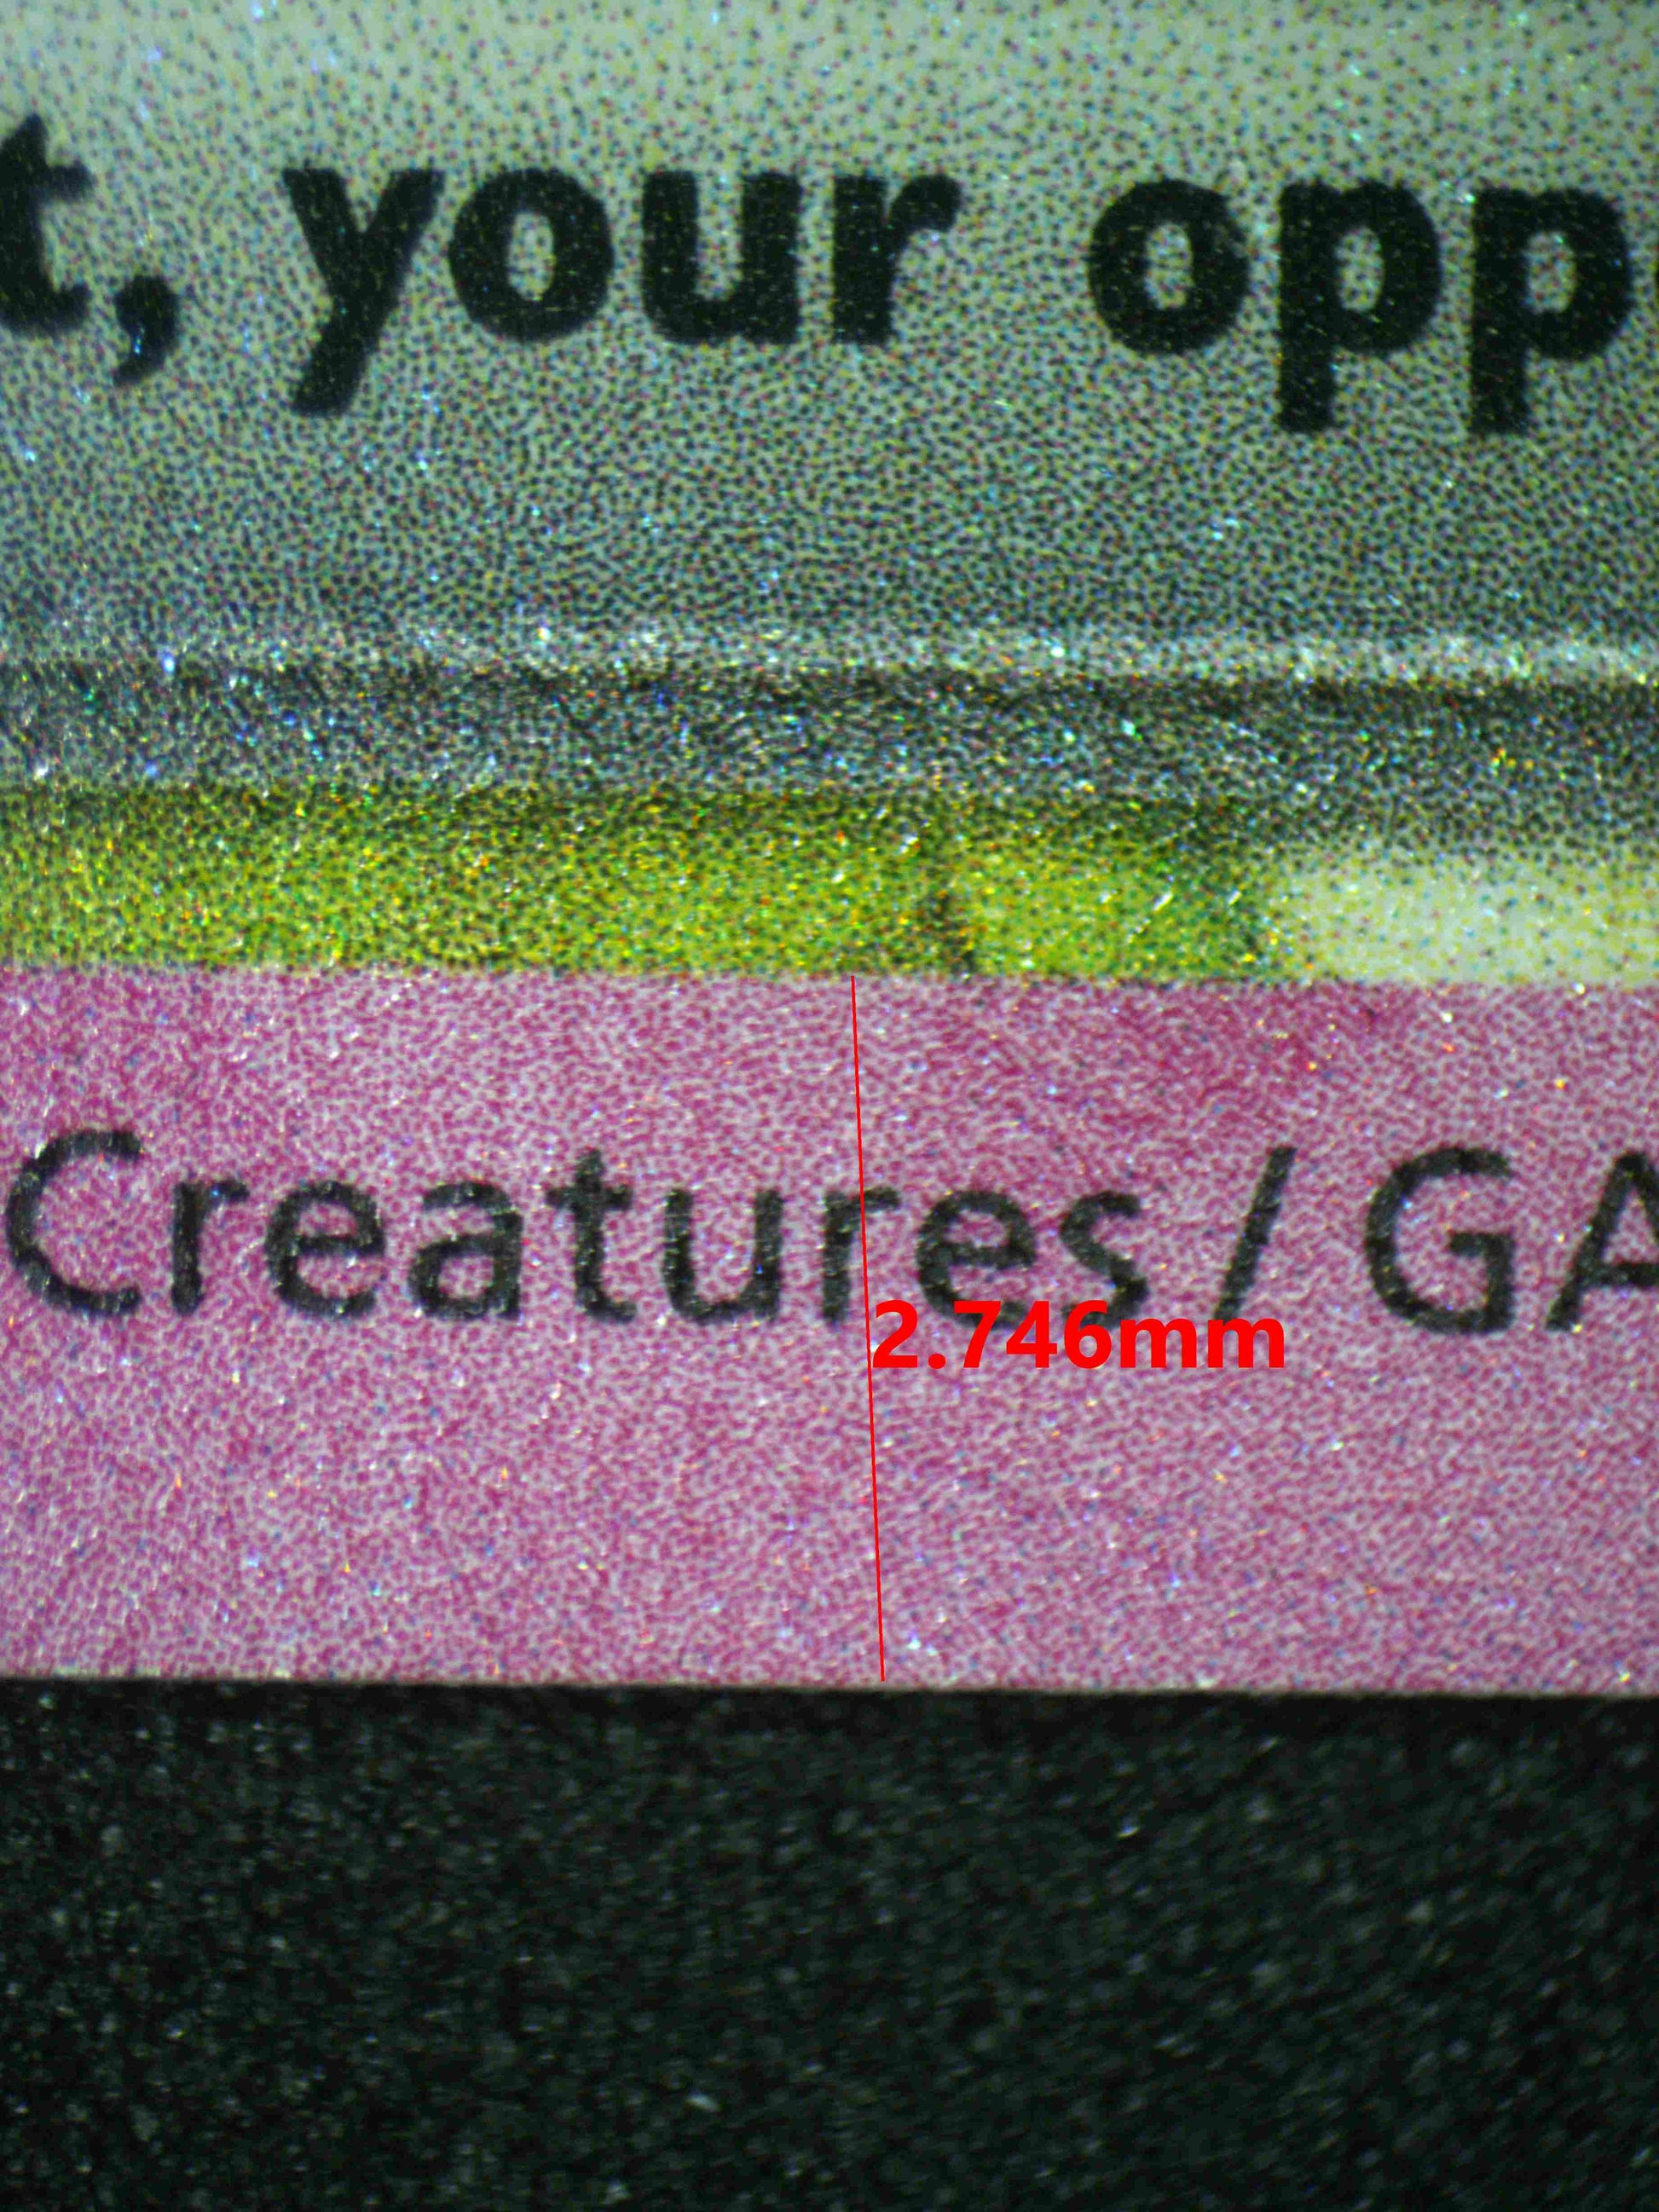 t, your opp
Creatures / GA
2.746mm